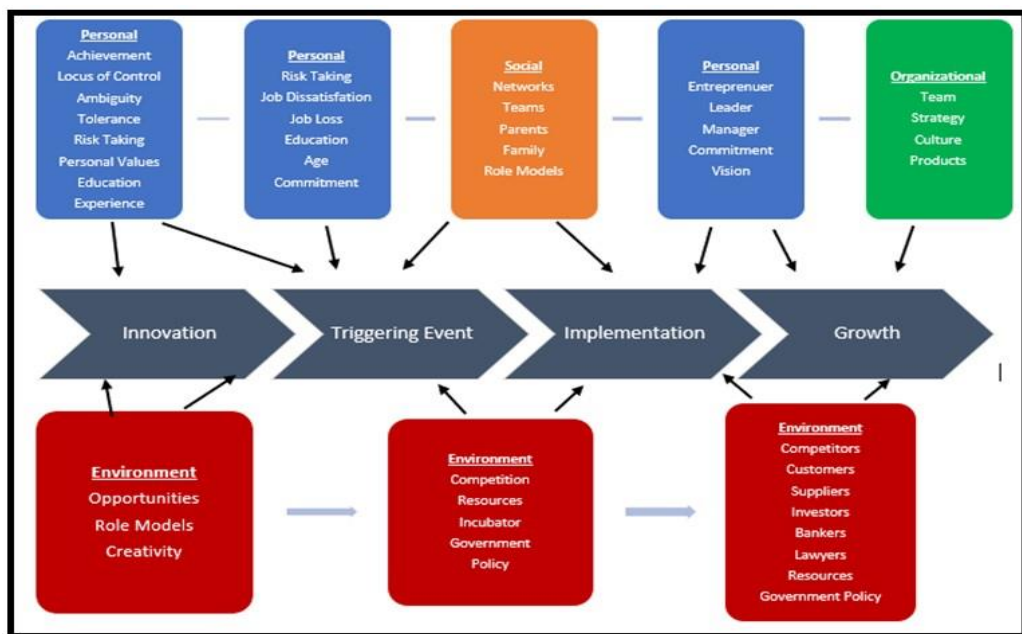 Personal
Achievement
Locus of Control
Ambiguity
Tolerance
Risk Taking
Personal Values
Education
Experience
Personal
Risk Taking
Job Dissatisfation
Job Loss
Education
Age
Commitment
Social
Networks
Teams
Parents
Family
Role Models
Personal
Entreprenuer
Leader
Manager
Commitment
Vision
Organizational
Team
Strategy
Culture
Products
Innovation
Triggering Event
Implementation
Growth
Environment
Opportunities
Role Models
Creativity
Environment
Competition
Resources
Incubator
Government
Policy
Environment
Competitors
Customers
Suppliers
Investors
Bankers
Lawyers
Resources
Government Policy